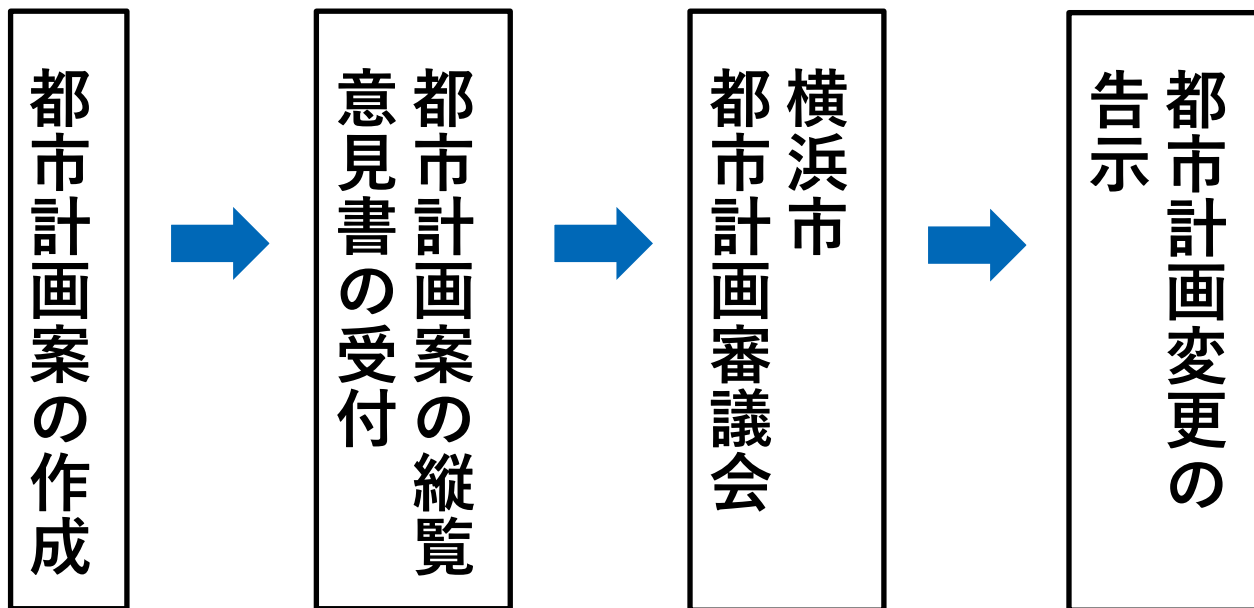 都市計画案の作成
都市計画案の縦覧
意見書の受付
横浜市
都市計画審議会
都市計画変更の
告示